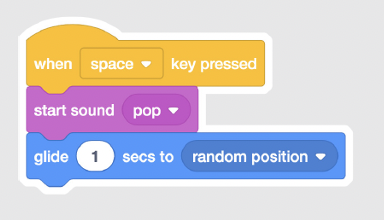 when space key pressed
start sound pop
glide 1 secs to random position